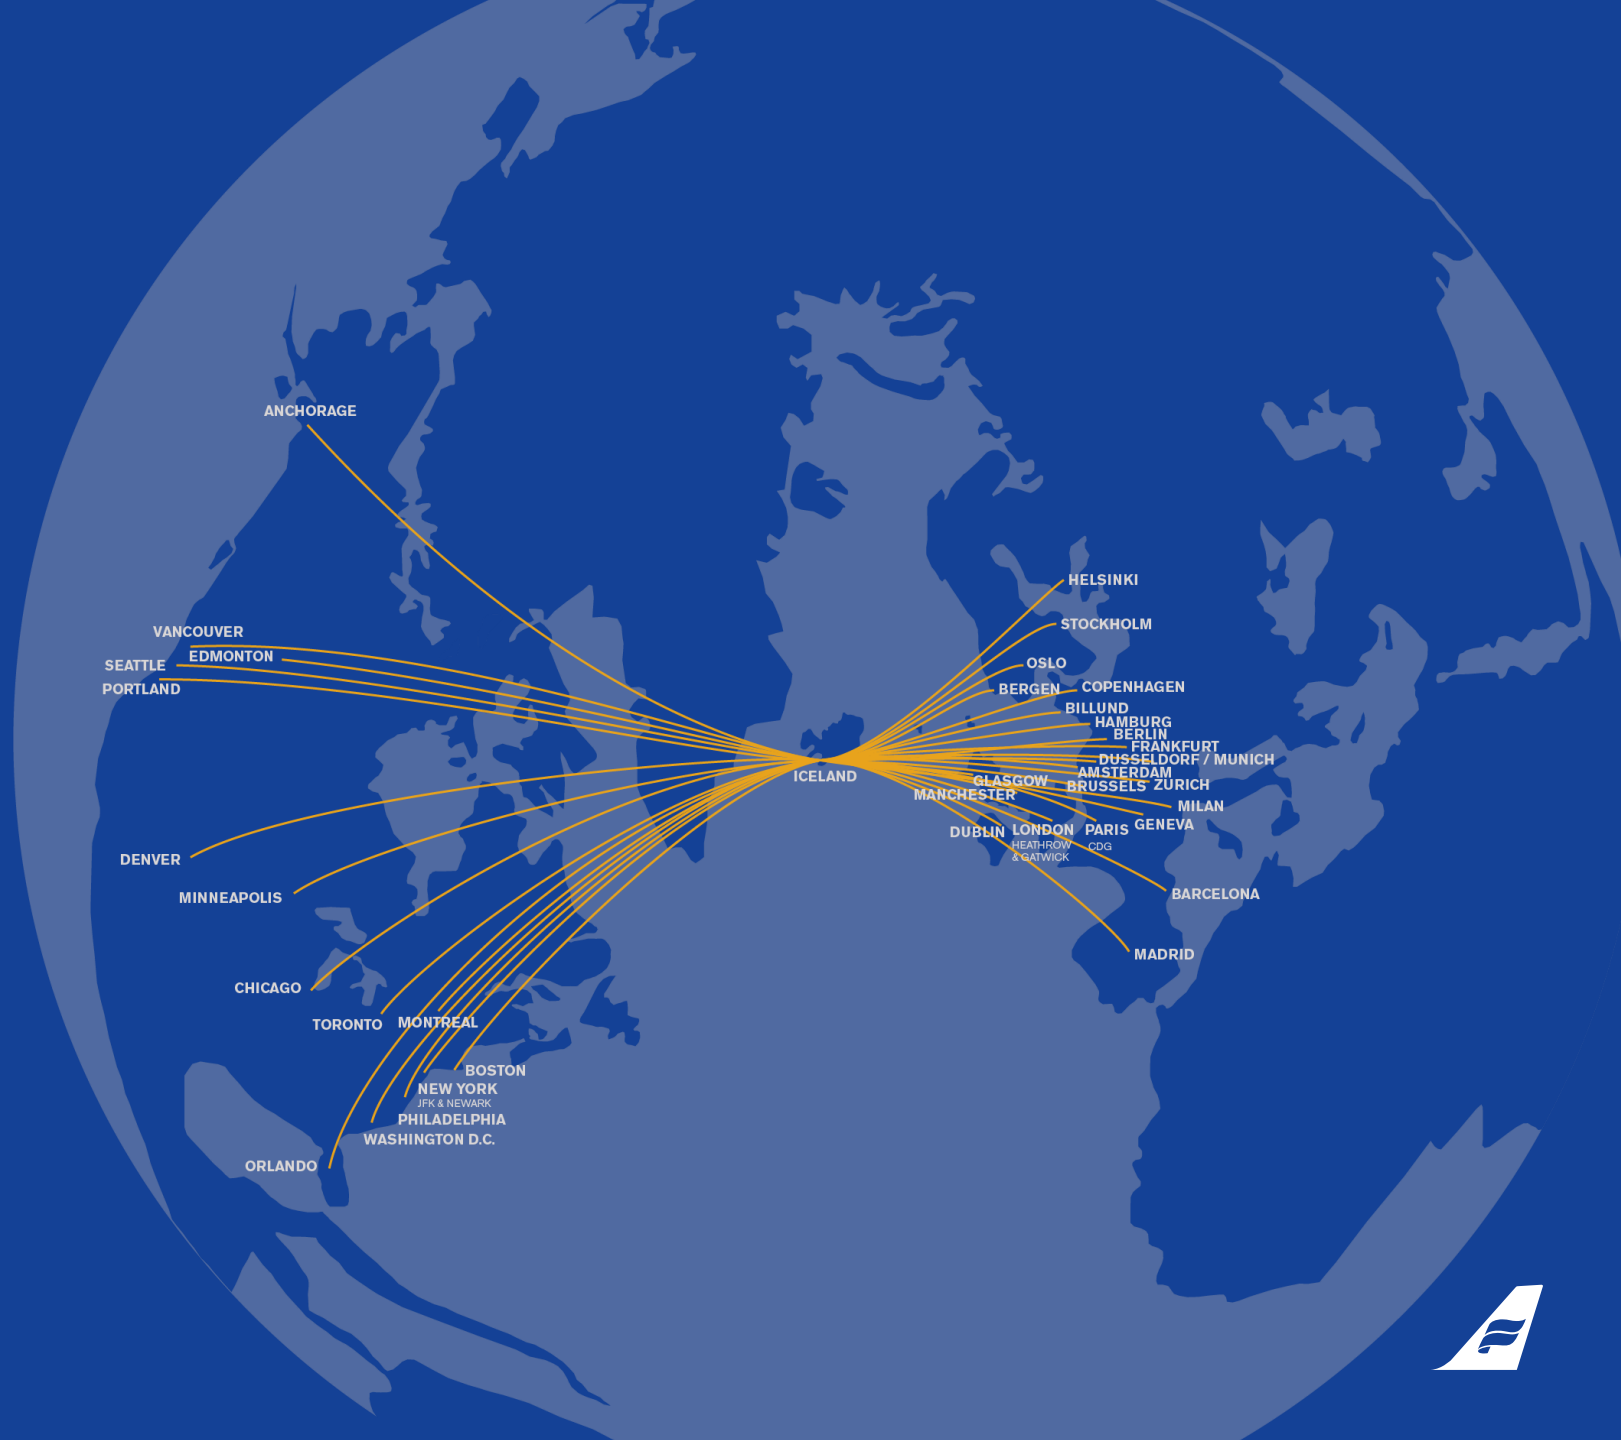 ANCHORAGE
HELSINKI
STOCKHOLM
VANCOUVER
EDMONTON
SEATTLE
PORTLAND
OSLO
BERGEN
COPENHAGEN
BILLUND
HAMBURG
BERLIN
FRANKFURT
DUSSELDORF / MUNICH
AMSTERDAM
BRUSSELS
ZURICH
ICELAND
GLASGOW
MANCHESTER
MILAN
GENEVA
DUBLIN
LONDON
HEATHROW
& GATWICK
PARIS
CDG
DENVER
MINNEAPOLIS
BARCELONA
MADRID
CHICAGO
TORONTO
MONTREAL
BOSTON
NEW YORK
JFK & NEWARK
PHILADELPHIA
WASHINGTON D.C.
ORLANDO